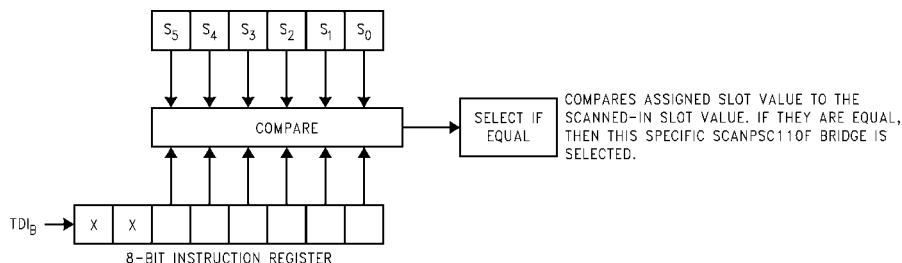 S5 S4 S3 S2 S1 S0
COMPARE
SELECT IF
EQUAL
COMPARES ASSIGNED SLOT VALUE TO THE
SCANNED-IN SLOT VALUE. IF THEY ARE EQUAL,
THEN THIS SPECIFIC SCANPSC110F BRIDGE IS
SELECTED.
TDIB X X
8-BIT INSTRUCTION REGISTER